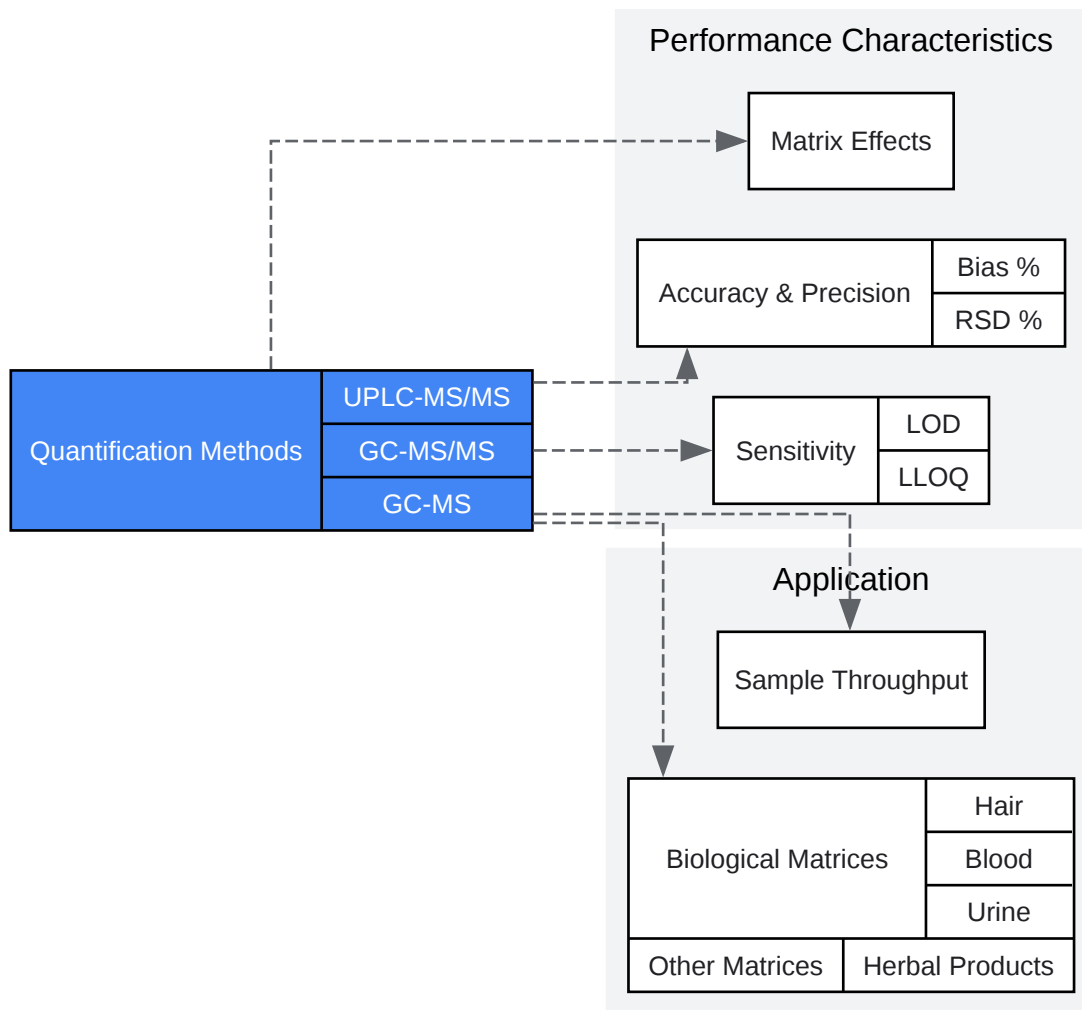 Performance Characteristics
Matrix Effects
Accuracy & Precision
Bias %
RSD %
Quantification Methods
UPLC-MS/MS
GC-MS/MS
GC-MS
Sensitivity
LOD
LLOQ
Application
Sample Throughput
Biological Matrices
Hair
Blood
Urine
Other Matrices
Herbal Products